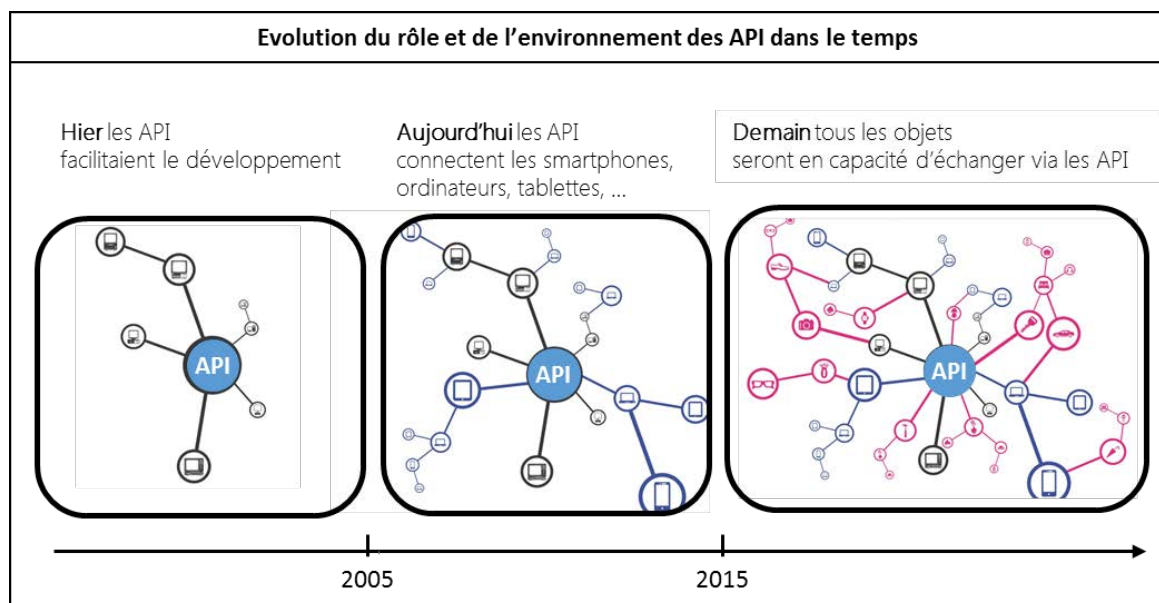 Evolution du rôle et de l’environnement des API dans le temps
Hier les API
facilitaient le développement
Aujourd'hui les API
connectent les smartphones,
ordinateurs, tablettes, ...
Demain tous les objets
seront en capacité d’échanger via les API
API
API
API
2005
2015